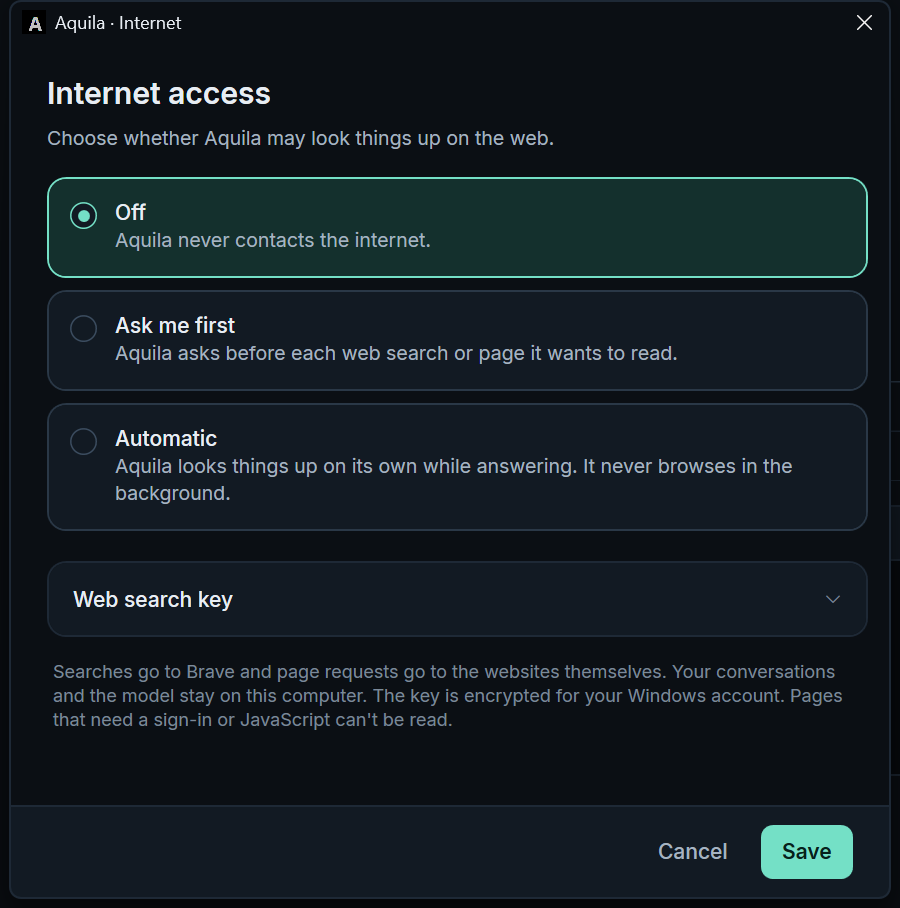 A Aquila · Internet
Internet access
Choose whether Aquila may look things up on the web.
Off
Aquila never contacts the internet.
Ask me first
Aquila asks before each web search or page it wants to read.
Automatic
Aquila looks things up on its own while answering. It never browses in the
background.
Web search key
Searches go to Brave and page requests go to the websites themselves. Your conversations
and the model stay on this computer. The key is encrypted for your Windows account. Pages
that need a sign-in or JavaScript can't be read.
Cancel
Save